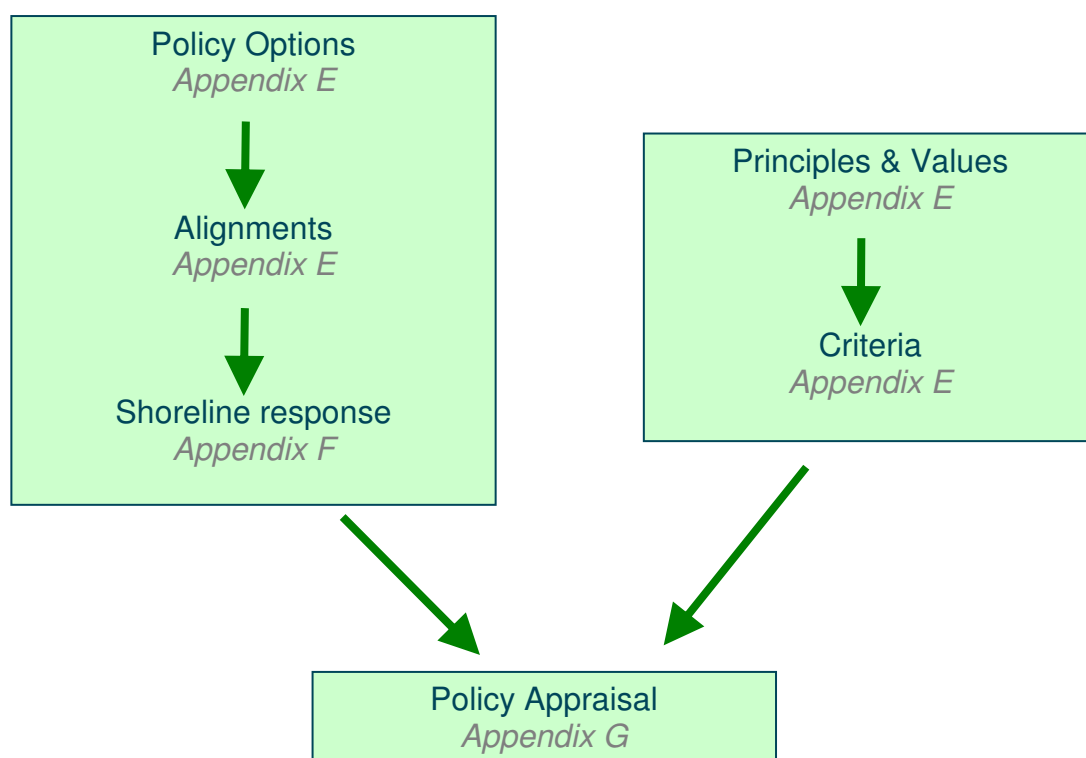 Policy Options
Appendix E
Alignments
Appendix E
Shoreline response
Appendix F
Principles & Values
Appendix E
Criteria
Appendix E
Policy Appraisal
Appendix G